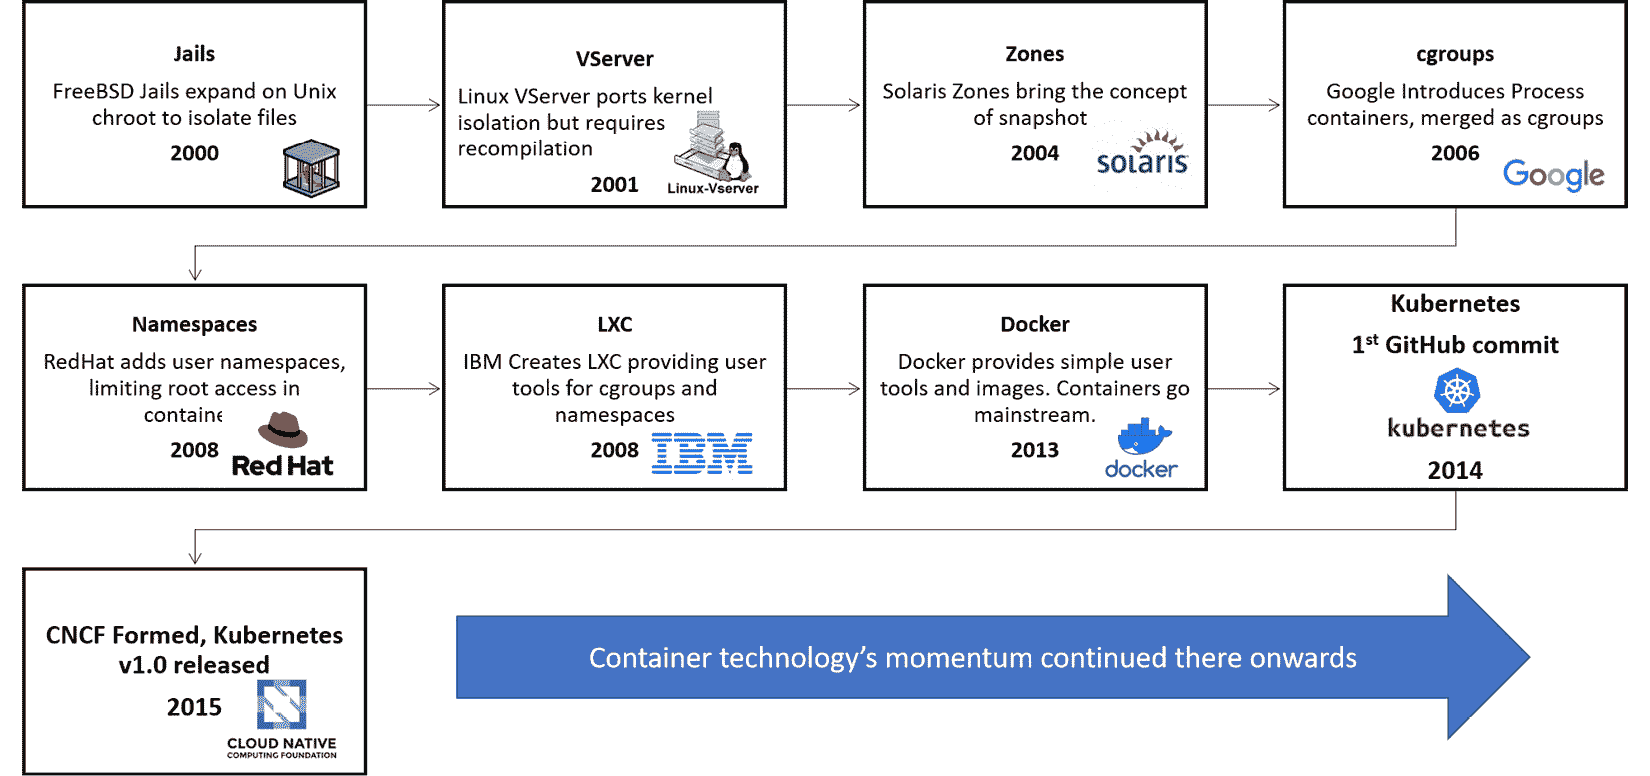 Jails
FreeBSD Jails expand on Unix
chroot to isolate files
2000
VServer
Linux VServer ports kernel
isolation but requires
recompilation
2001
Linux-Vserver
Zones
Solaris Zones bring the concept
of snapshot
2004
solaris
cgroups
Google Introduces Process
containers, merged as cgroups
2006
Google
Namespaces
RedHat adds user namespaces,
limiting root access in
containe
2008
Red Hat
LXC
IBM Creates LXC providing user
tools for cgroups and
namespaces
2008
IBM
Docker
Docker provides simple user
tools and images. Containers go
mainstream.
2013
docker
Kubernetes
1st GitHub commit
kubernetes
2014
CNCF Formed, Kubernetes
v1.0 released
2015
CLOUD NATIVE
COMPUTING FOUNDATION
Container technology’s momentum continued there onwards